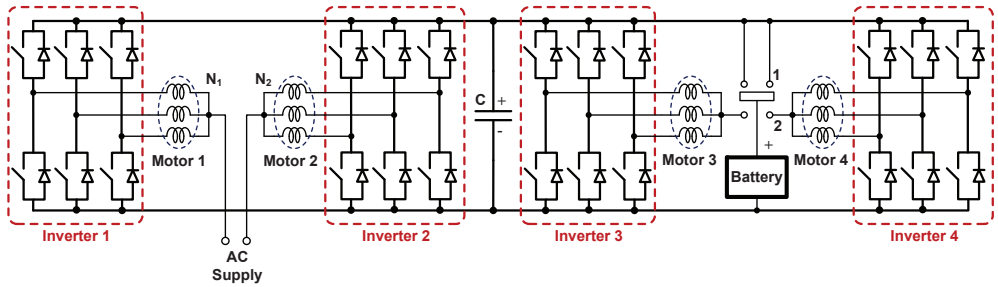 N1
N2
C
+
-
1
2
+
Motor 1
Motor 2
Motor 3
Motor 4
Battery
Inverter 1
Inverter 2
Inverter 3
Inverter 4
AC
Supply